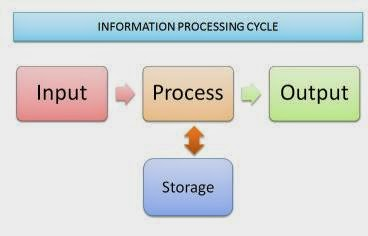 INFORMATION PROCESSING CYCLE
Input
Process
Output
Storage